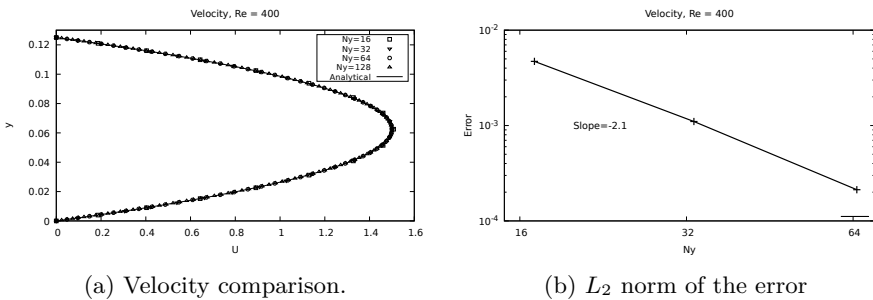 Velocity, Re = 400
0.12
0.1
0.08
0.06
0.04
0.02
0
y
Ny=16
Ny=32
Ny=64
Ny=128
Analytical
0 0.2 0.4 0.6 0.8 1 1.2 1.4 1.6
U
(a) Velocity comparison.
Velocity, Re = 400
10-2
10-3
10-4
Error
Slope=-2.1
16 32 64
Ny
(b) L2 norm of the error